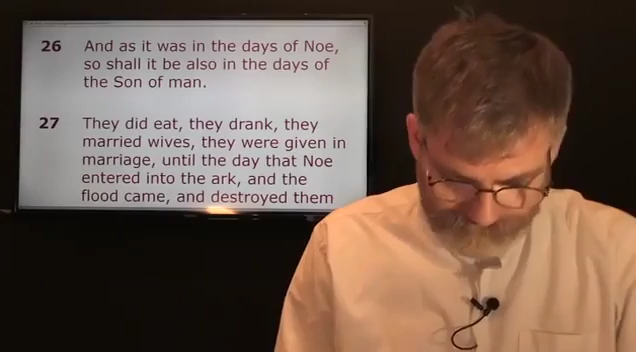 26 And as it was in the days of Noe,
so shall it be also in the days of
the Son of man.
27 They did eat, they drank, they
married wives, they were given in
marriage, until the day that Noe
entered into the ark, and the
flood came, and destroyed them